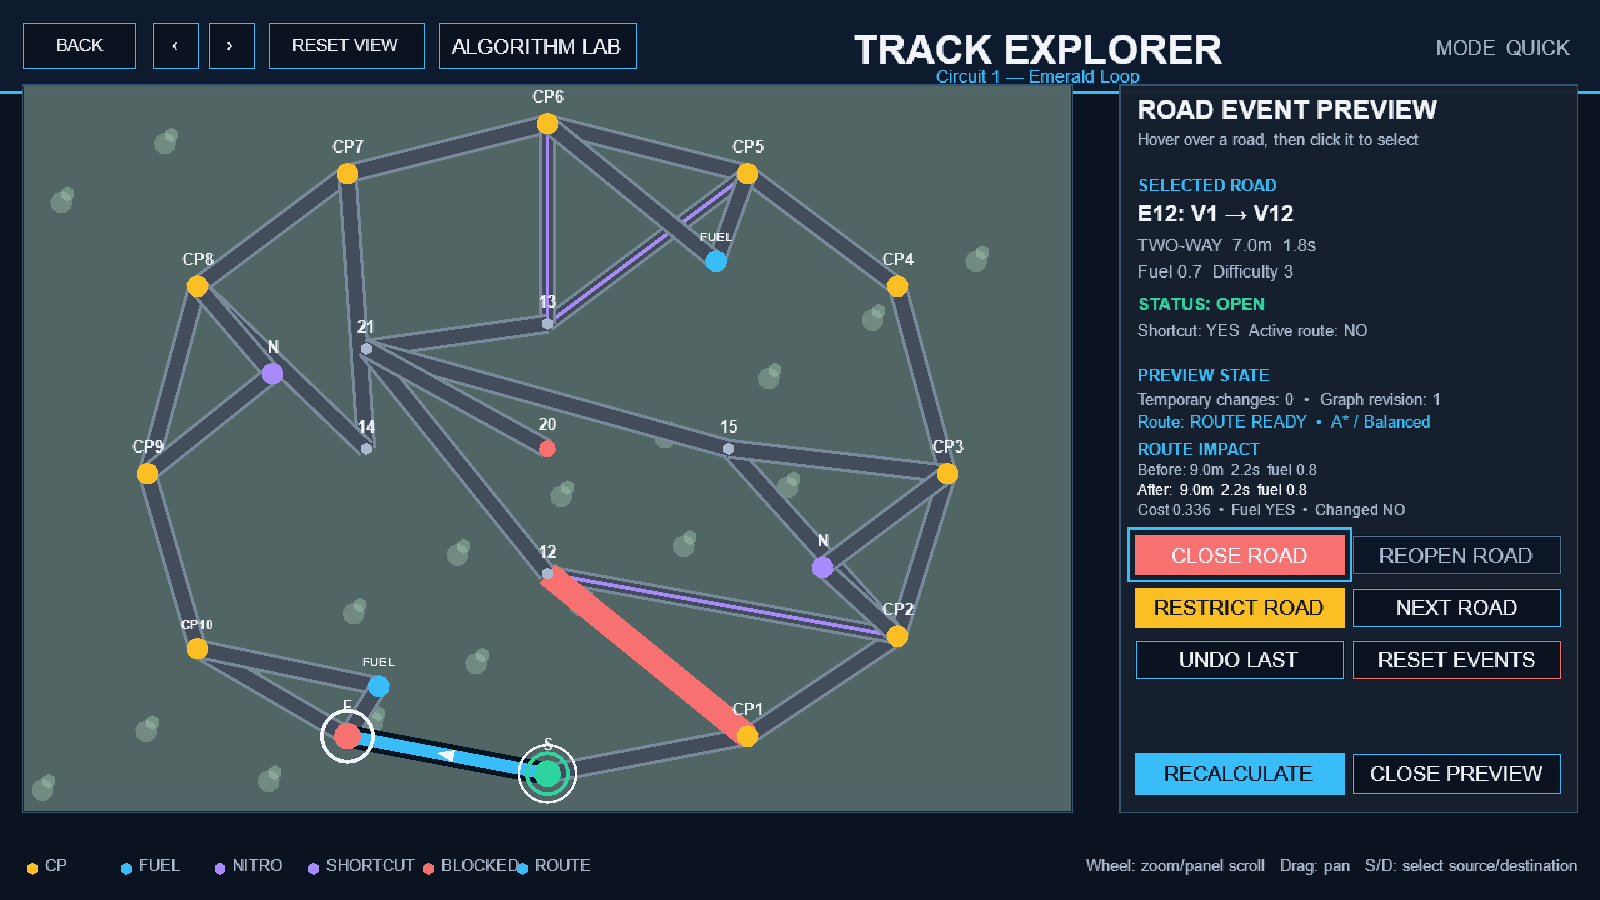 BACK
‹
›
RESET VIEW
ALGORITHM LAB
TRACK EXPLORER
Circuit 1 — Emerald Loop
MODE QUICK
CP6
CP7
CP5
FUEL
CP8
CP4
13
21
N
14
20
15
CP9
CP3
N
12
CP2
CP10
FUEL
F
CP1
S
ROAD EVENT PREVIEW
Hover over a road, then click it to select
SELECTED ROAD
E12: V1 → V12
TWO-WAY 7.0m 1.8s
Fuel 0.7 Difficulty 3
STATUS: OPEN
Shortcut: YES Active route: NO
PREVIEW STATE
Temporary changes: 0 • Graph revision: 1
Route: ROUTE READY • A* / Balanced
ROUTE IMPACT
Before: 9.0m 2.2s fuel 0.8
After: 9.0m 2.2s fuel 0.8
Cost 0.336 • Fuel YES • Changed NO
CLOSE ROAD
REOPEN ROAD
RESTRICT ROAD
NEXT ROAD
UNDO LAST
RESET EVENTS
RECALCULATE
CLOSE PREVIEW
CP
FUEL
NITRO
SHORTCUT
BLOCKED
ROUTE
Wheel: zoom/panel scroll Drag: pan S/D: select source/destination